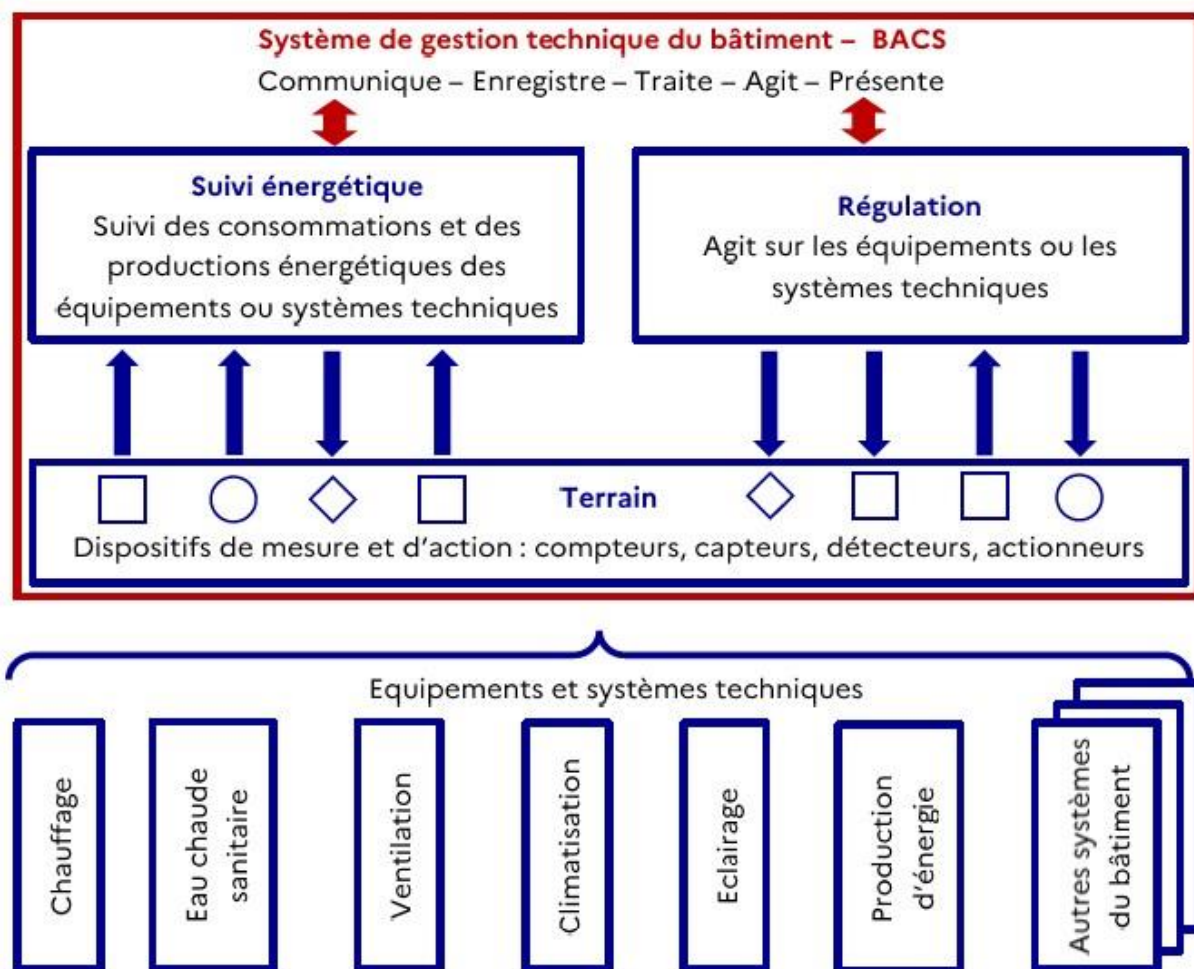 Système de gestion technique du bâtiment – BACS
Communique – Enregistre – Traite – Agit – Présente
Suivi énergétique
Suivi des consommations et des
productions énergétiques des
équipements ou systèmes techniques
Régulation
Agit sur les équipements ou les
systèmes techniques
Terrain
Dispositifs de mesure et d’action : compteurs, capteurs, détecteurs, actionneurs
Equipements et systèmes techniques
Chauffage
Eau chaude
sanitaire
Ventilation
Climatisation
Eclairage
Production
d’énergie
Autres systèmes
du bâtiment